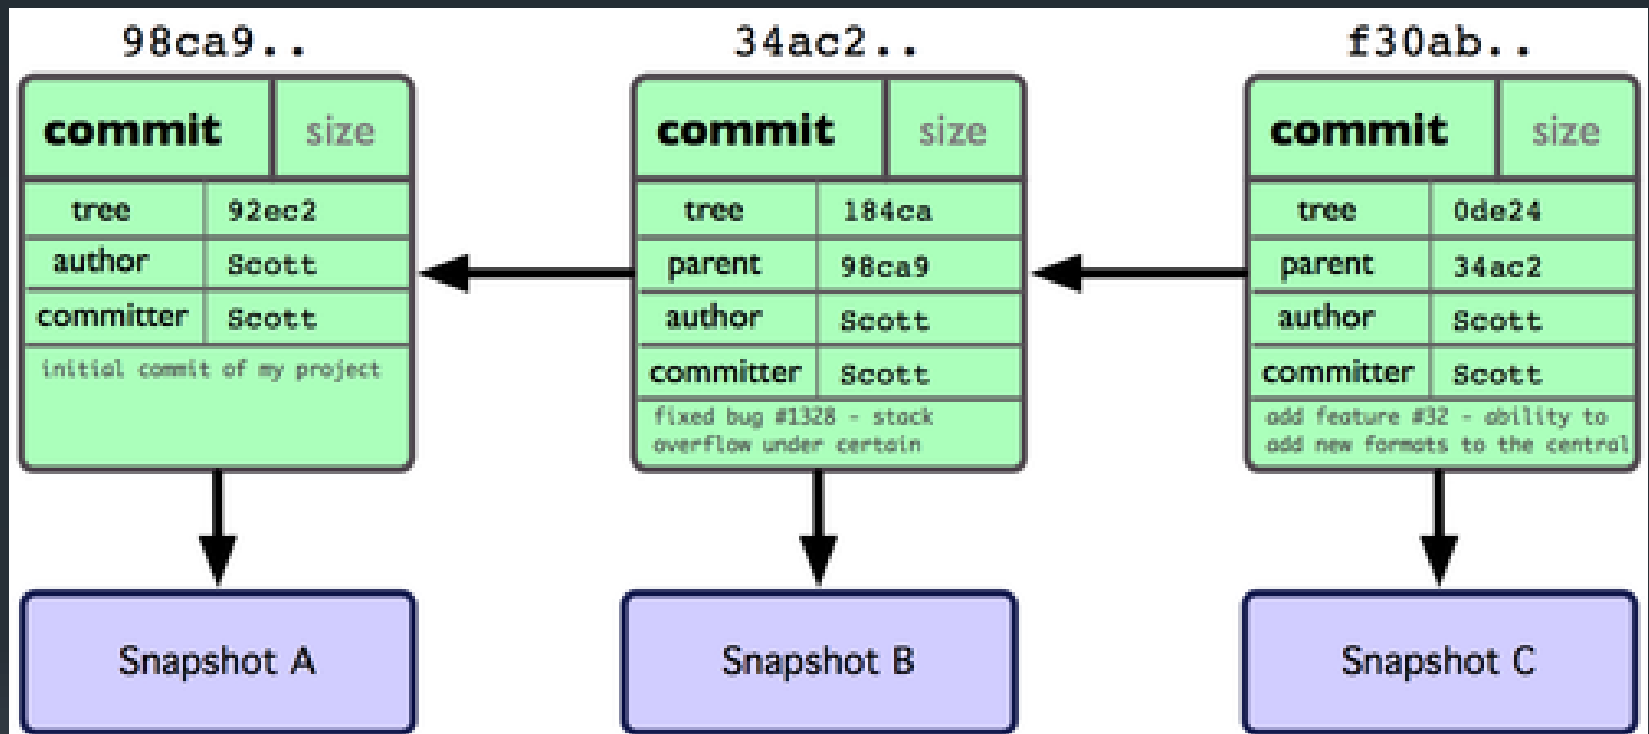 98ca9..
commit size
tree 92ec2
author Scott
committer Scott
initial commit of my project
34ac2..
commit size
tree 184ca
parent 98ca9
author Scott
committer Scott
fixed bug #1328 - stack
overflow under certain
f30ab..
commit size
tree 0de24
parent 34ac2
author Scott
committer Scott
add feature #32 - ability to
add new formats to the central
Snapshot A
Snapshot B
Snapshot C